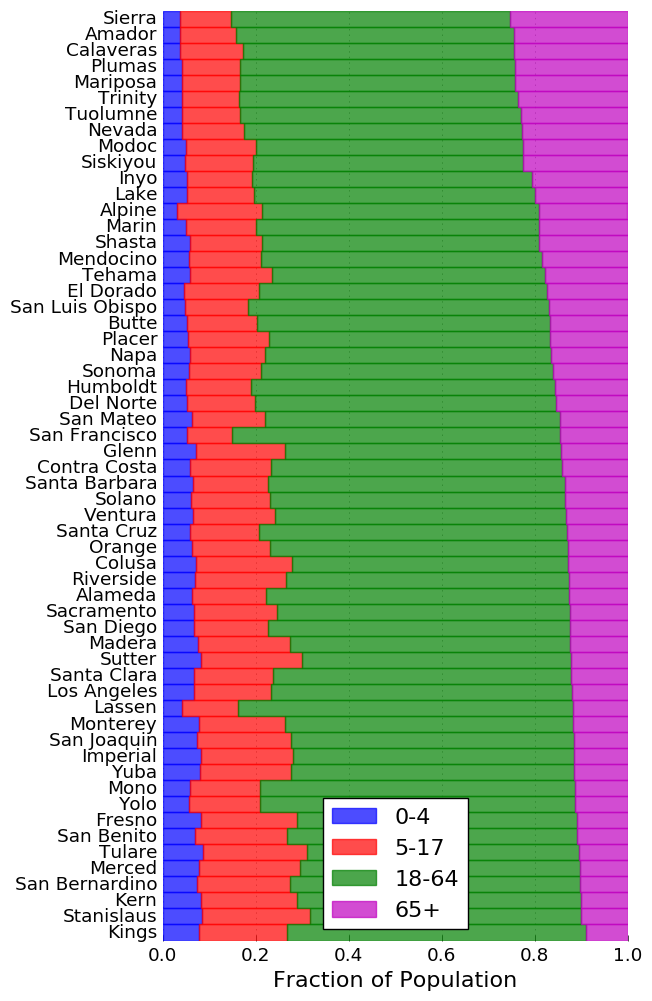 Sierra
Amador
Calaveras
Plumas
Mariposa
Trinity
Tuolumne
Nevada
Modoc
Siskiyou
Inyo
Lake
Alpine
Marin
Shasta
Mendocino
Tehama
El Dorado
San Luis Obispo
Butte
Placer
Napa
Sonoma
Humboldt
Del Norte
San Mateo
San Francisco
Glenn
Contra Costa
Santa Barbara
Solano
Ventura
Santa Cruz
Orange
Colusa
Riverside
Alameda
Sacramento
San Diego
Madera
Sutter
Santa Clara
Los Angeles
Lassen
Monterey
San Joaquin
Imperial
Yuba
Mono
Yolo
Fresno
San Benito
Tulare
Merced
San Bernardino
Kern
Stanislaus
Kings
0-4
5-17
18-64
65+
0.0 0.2 0.4 0.6 0.8 1.0
Fraction of Population